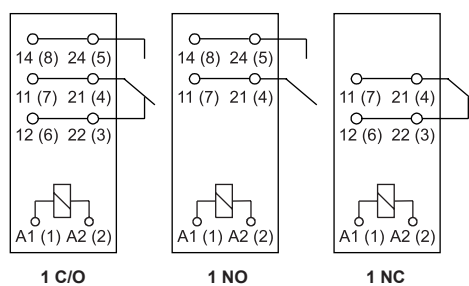 14 (8) 24 (5)
11 (7) 21 (4)
12 (6) 22 (3)
A1 (1) A2 (2)
1 C/O
14 (8) 24 (5)
11 (7) 21 (4)
A1 (1) A2 (2)
1 NO
11 (7) 21 (4)
12 (6) 22 (3)
A1 (1) A2 (2)
1 NC